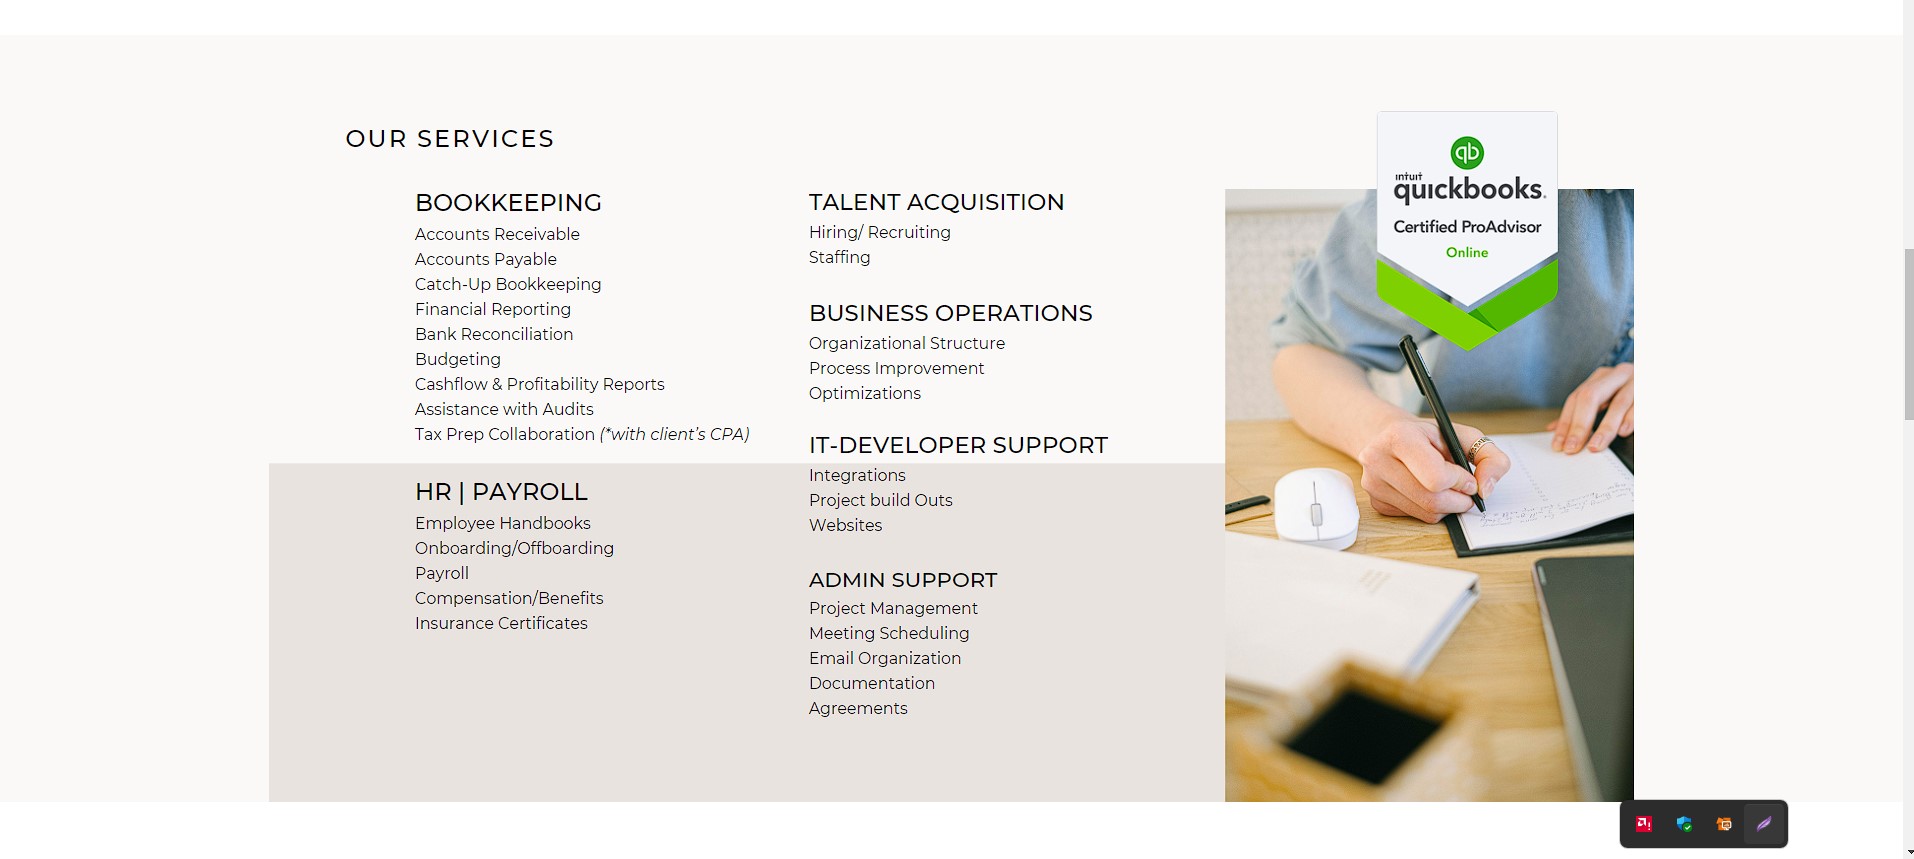 OUR SERVICES
BOOKKEEPING
Accounts Receivable
Accounts Payable
Catch-Up Bookkeeping
Financial Reporting
Bank Reconciliation
Budgeting
Cashflow & Profitability Reports
Assistance with Audits
Tax Prep Collaboration (*with client’s CPA)
HR | PAYROLL
Employee Handbooks
Onboarding/Offboarding
Payroll
Compensation/Benefits
Insurance Certificates
TALENT ACQUISITION
Hiring/ Recruiting
Staffing
BUSINESS OPERATIONS
Organizational Structure
Process Improvement
Optimizations
IT-DEVELOPER SUPPORT
Integrations
Project build Outs
Websites
ADMIN SUPPORT
Project Management
Meeting Scheduling
Email Organization
Documentation
Agreements
qb
intuit
quickbooks.
Certified ProAdvisor
Online